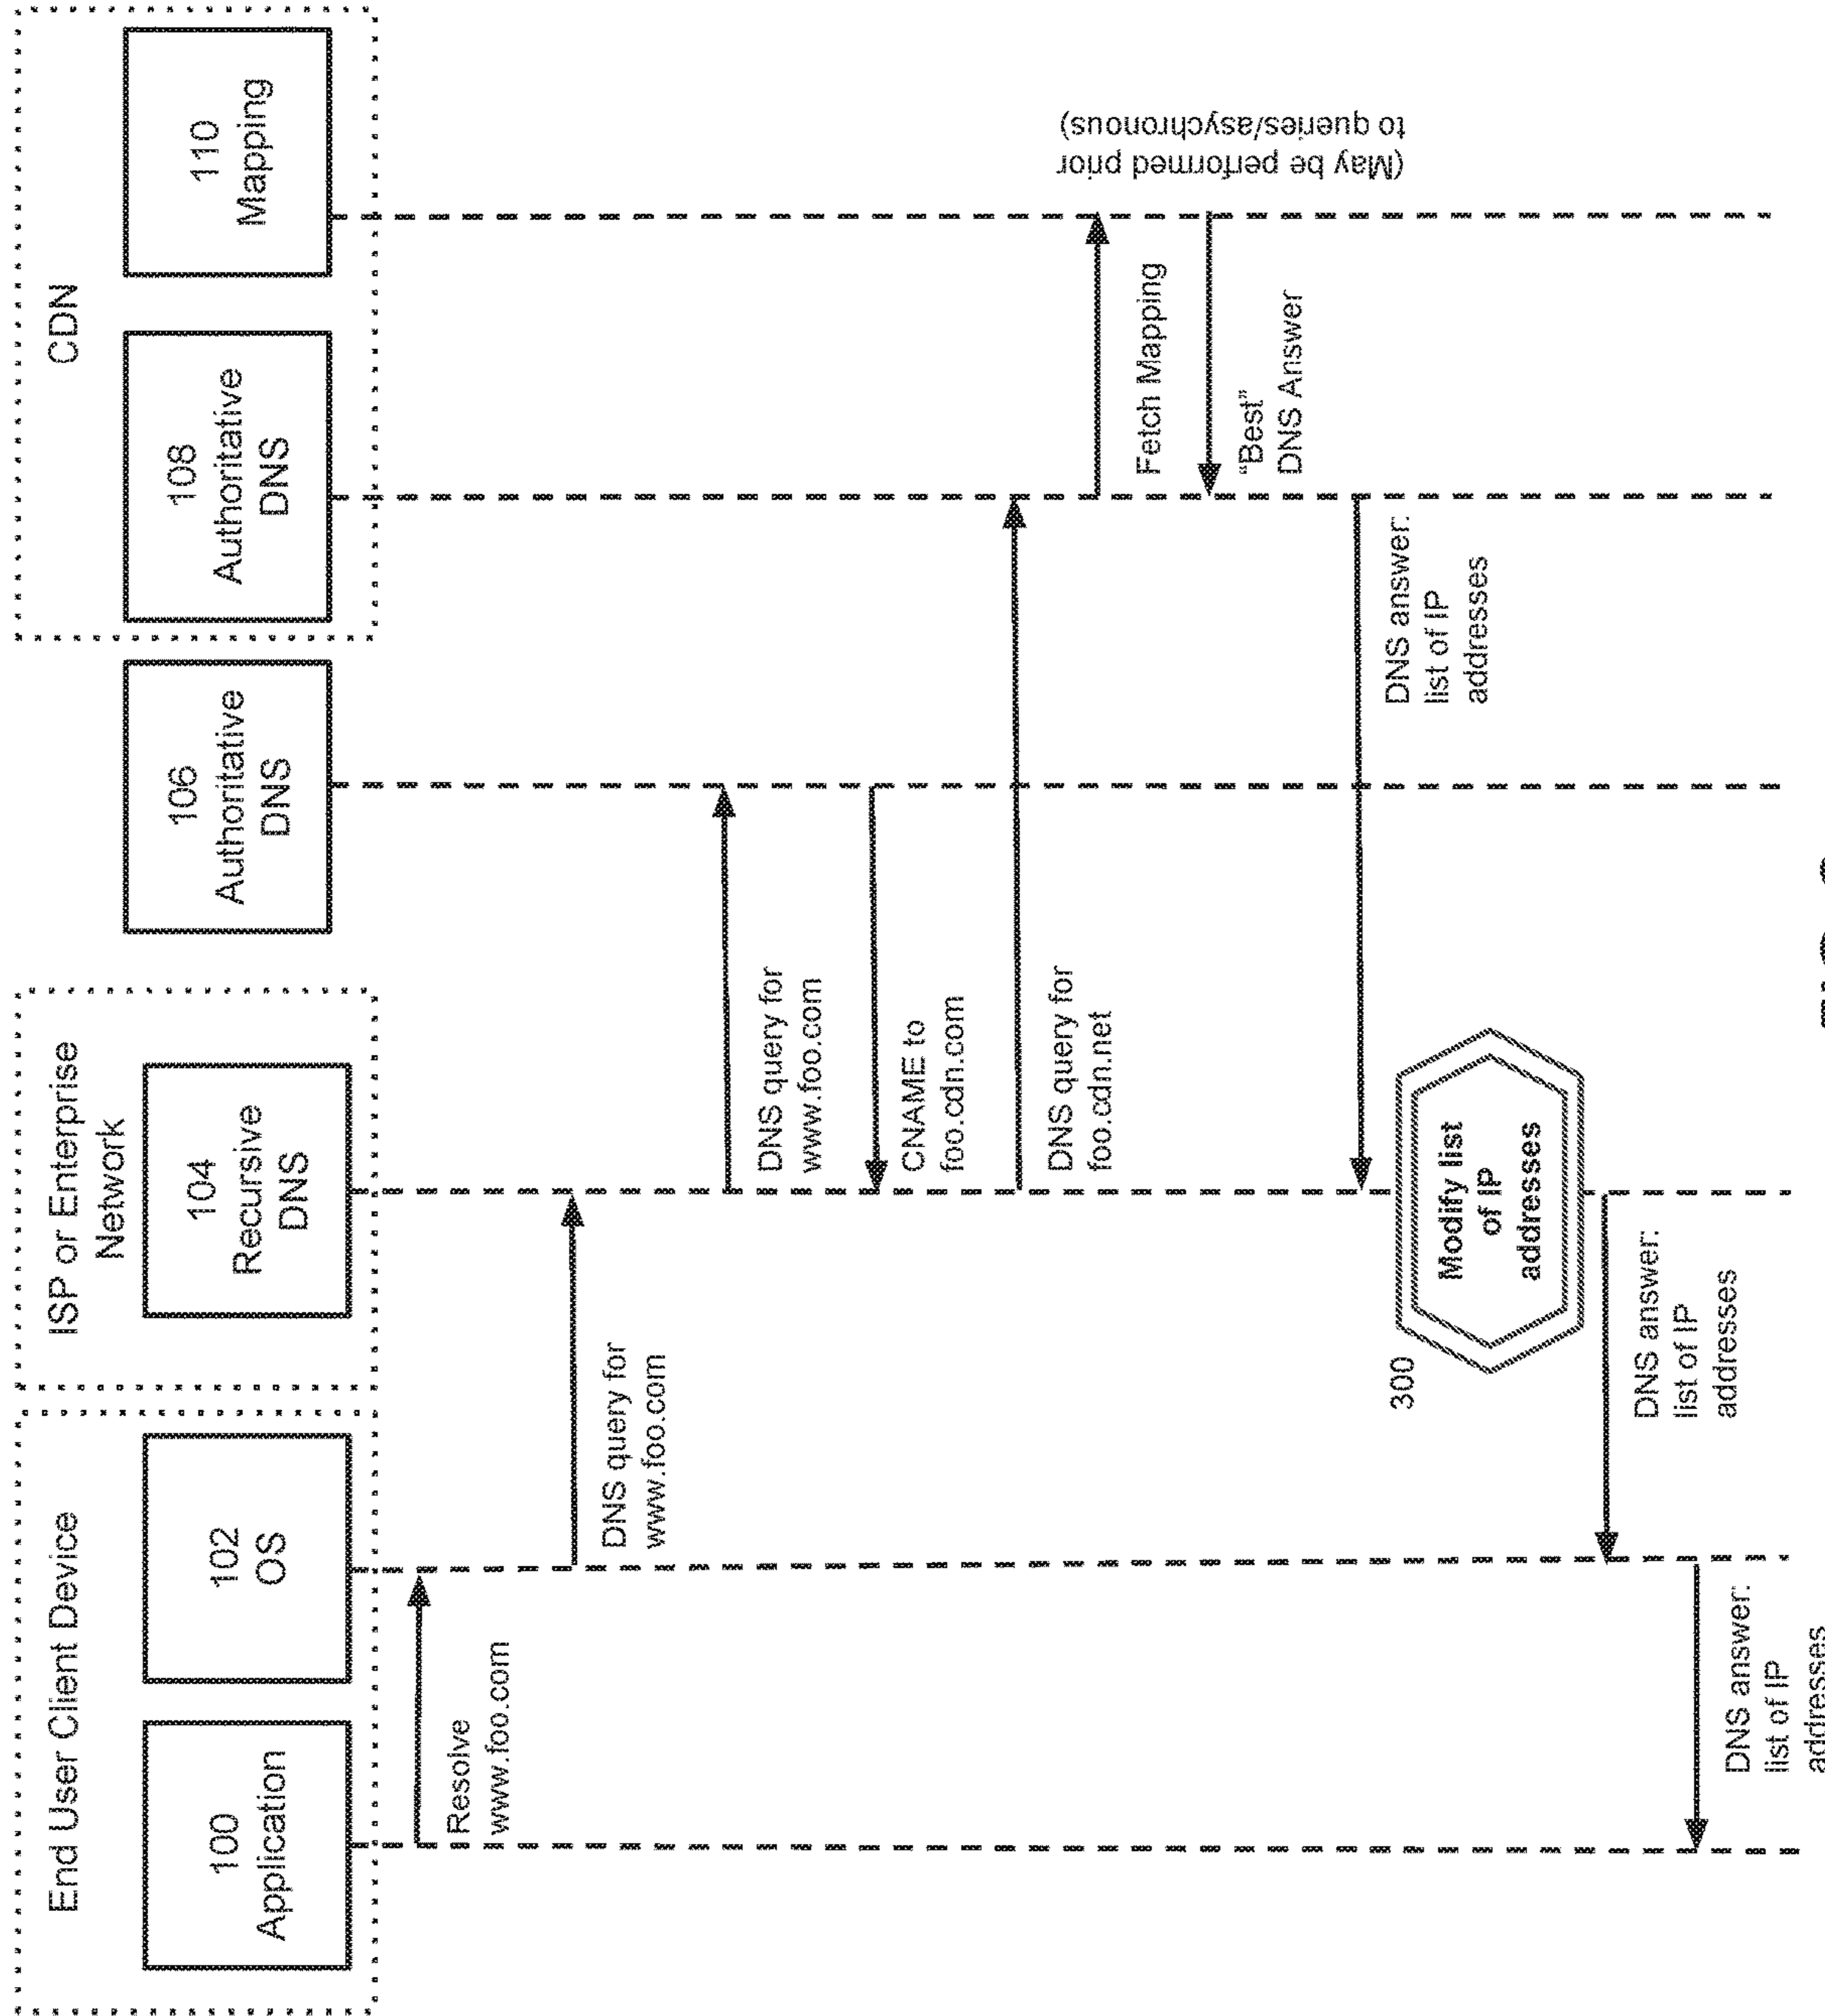 End User Client Device
ISP or Enterprise
Network
CDN
100
Application
102
OS
104
Recursive
DNS
106
Authoritative
DNS
108
Authoritative
DNS
110
Mapping
Resolve
www.foo.com
DNS query for
www.foo.com
DNS query for
www.foo.com
CNAME to
foo.cdn.com
DNS query for
foo.cdn.net
Fetch Mapping
“Best”
DNS Answer
(May be performed prior
to queries/asychronous)
DNS answer:
list of IP
addresses
300
Modify list
of IP
addresses
DNS answer:
list of IP
addresses
DNS answer:
list of IP
addresses